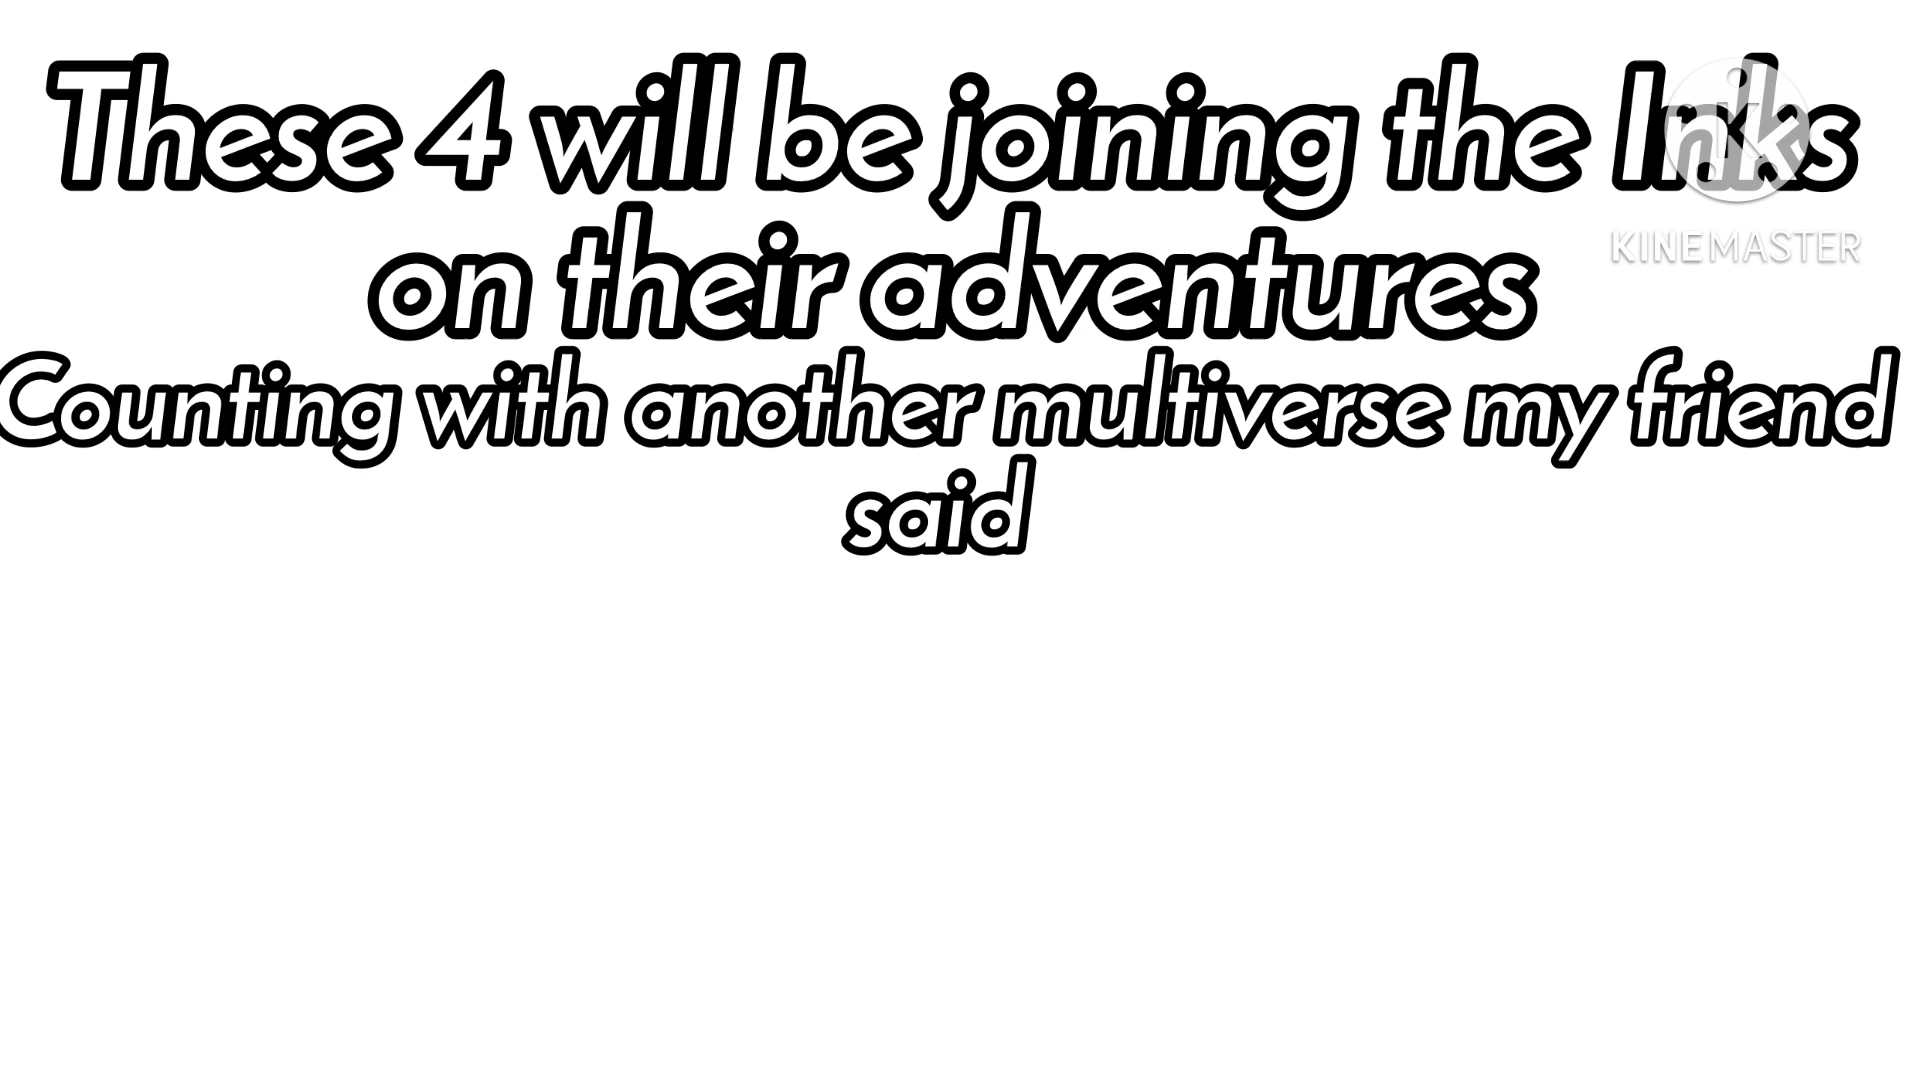 These 4 will be joining the Inks
on their adventures
Counting with another multiverse my friend
said
KINEMASTER